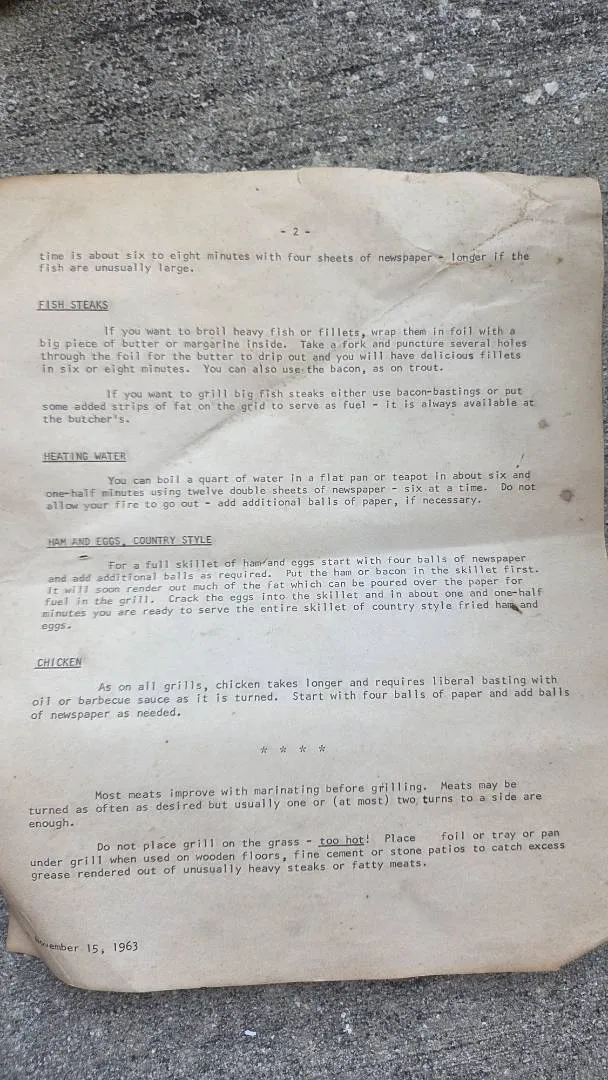 - 2 -
time is about six to eight minutes with four sheets of newspaper - longer if the
fish are unusually large.
FISH STEAKS
If you want to broil heavy fish or fillets, wrap them in foil with a
big piece of butter or margarine inside. Take a fork and puncture several holes
through the foil for the butter to drip out and you will have delicious fillets
in six or eight minutes. You can also use the bacon, as on trout.
If you want to grill big fish steaks either use bacon-bastings or put
some added strips of fat on the grid to serve as fuel - it is always available at
the butcher's.
HEATING WATER
You can boil a quart of water in a flat pan or teapot in about six and
one-half minutes using twelve double sheets of newspaper - six at a time. Do not
allow your fire to go out - add additional balls of paper, if necessary.
HAM AND EGGS, COUNTRY STYLE
For a full skillet of ham and eggs start with four balls of newspaper
and add additional balls as required. Put the ham or bacon in the skillet first.
It will soon render out much of the fat which can be poured over the paper for
fuel in the grill. Crack the eggs into the skillet and in about one and one-half
minutes you are ready to serve the entire skillet of country style fried ham and
eggs.
CHICKEN
As on all grills, chicken takes longer and requires liberal basting with
oil or barbecue sauce as it is turned. Start with four balls of paper and add balls
of newspaper as needed.
* * * *
Most meats improve with marinating before grilling. Meats may be
turned as often as desired but usually one or (at most) two turns to a side are
enough.
Do not place grill on the grass - too hot! Place foil or tray or pan
under grill when used on wooden floors, fine cement or stone patios to catch excess
grease rendered out of unusually heavy steaks or fatty meats.
November 15, 1963